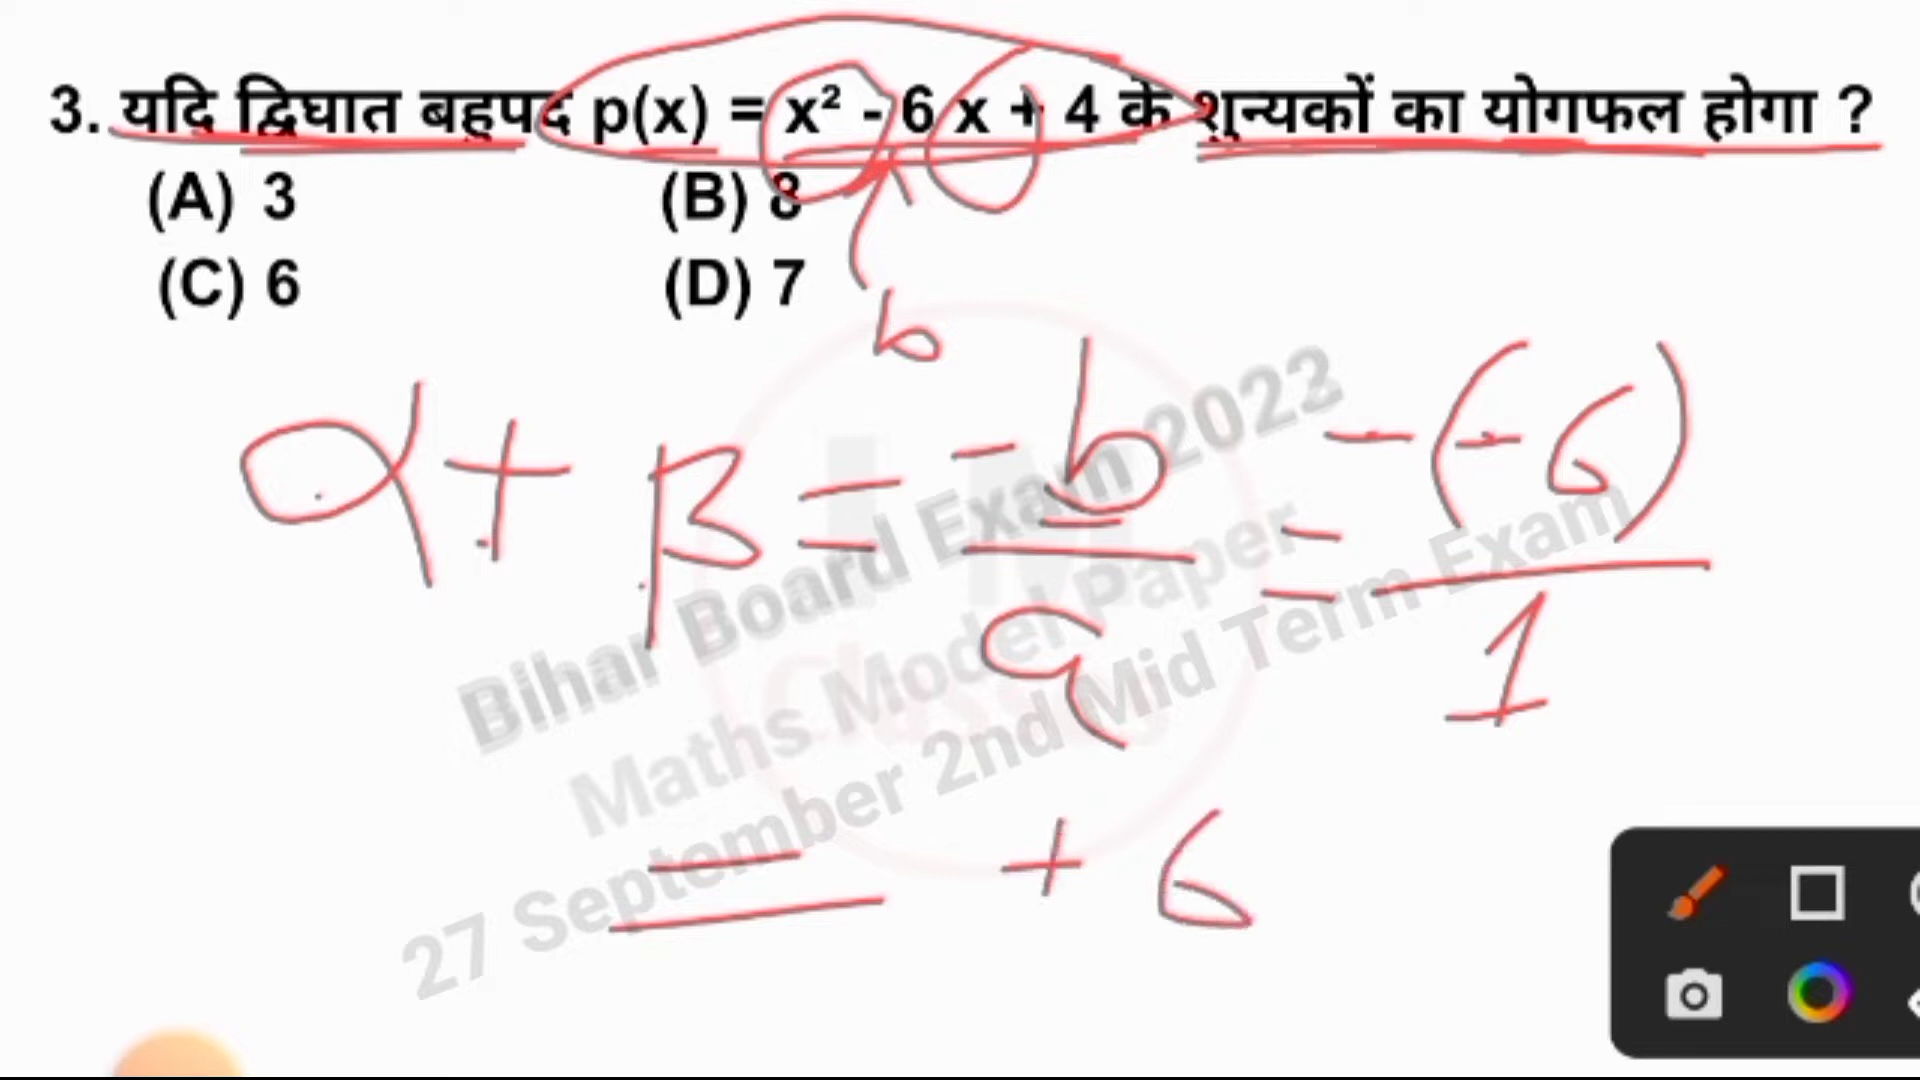 3. यदि द्विघात बहुपद p(x) = x² - 6 x + 4 के शुन्यकों का योगफल होगा ?
(A) 3 (B) 8
(C) 6 (D) 7
b
α + β = -b/a = -(-6)/1
= +6
Bihar Board Exam 2022
Maths Model Paper
27 September 2nd Mid Term Exam